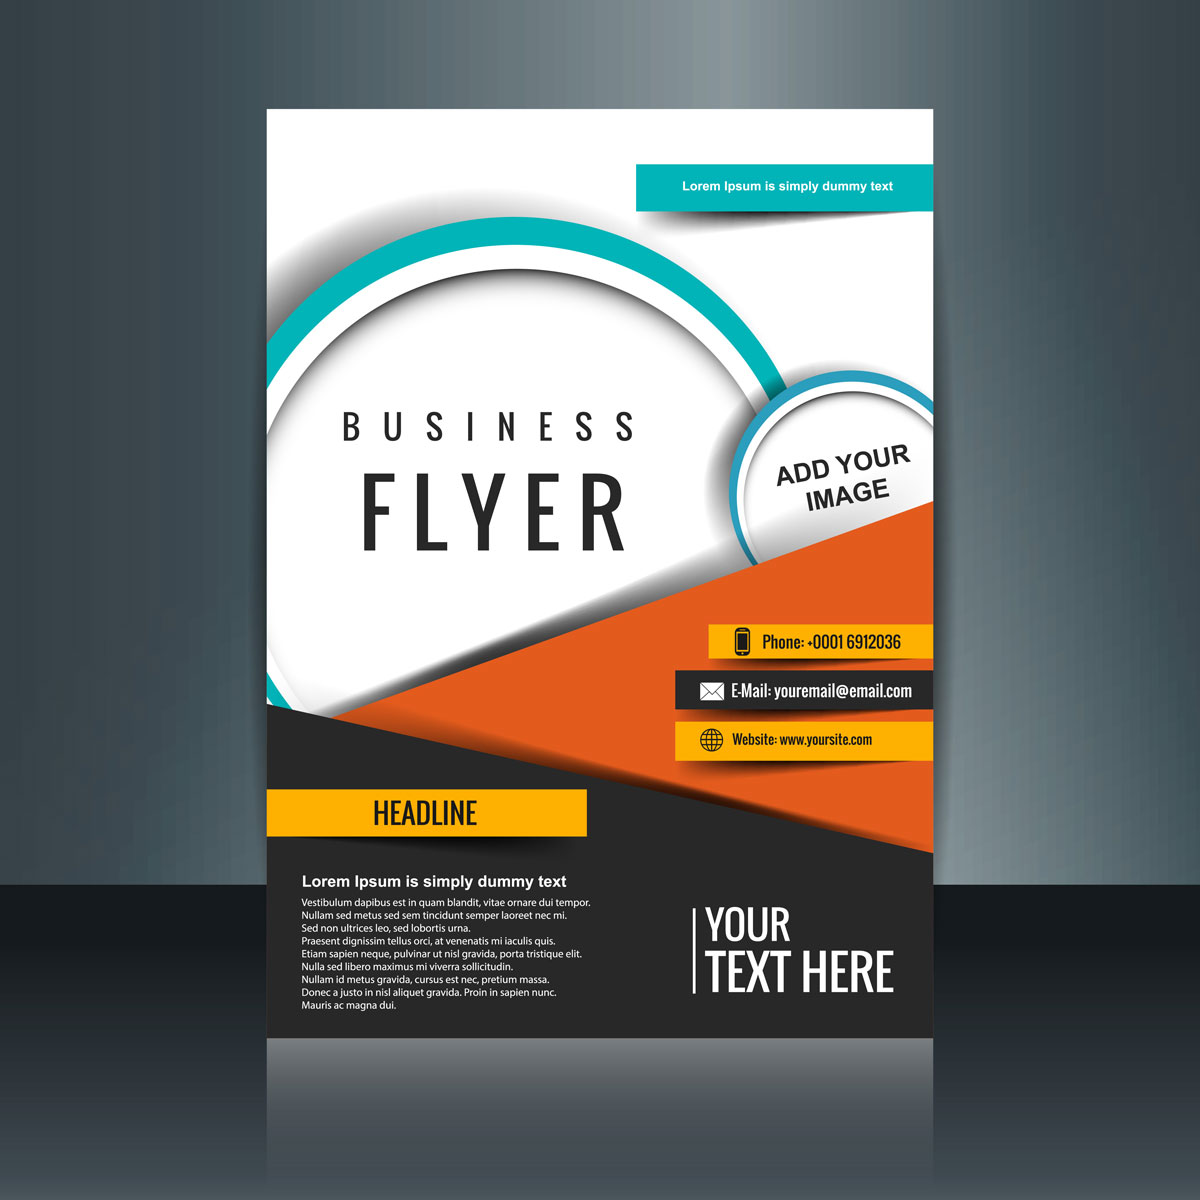 Lorem Ipsum is simply dummy text
BUSINESS
FLYER
ADD YOUR
IMAGE
Phone: +0001 6912036
E-Mail: youremail@email.com
Website: www.yoursite.com
HEADLINE
Lorem Ipsum is simply dummy text
Vestibulum dapibus est in quam blandit, vitae ornare dui tempor.
Nullam sed metus sed sem tincidunt semper laoreet nec mi.
Sed non ultrices leo, sed lobortis urna.
Praesent dignissim tellus orci, at venenatis mi iaculis quis.
Etiam sapien neque, pulvinar ut nisl gravida, porta tristique elit.
Nulla sed libero maximus mi viverra sollicitudin.
Nullam id metus gravida, cursus est nec, pretium massa.
Donec a justo in nisl aliquet gravida. Proin in sapien nunc.
Mauris ac magna dui.
YOUR
TEXT HERE